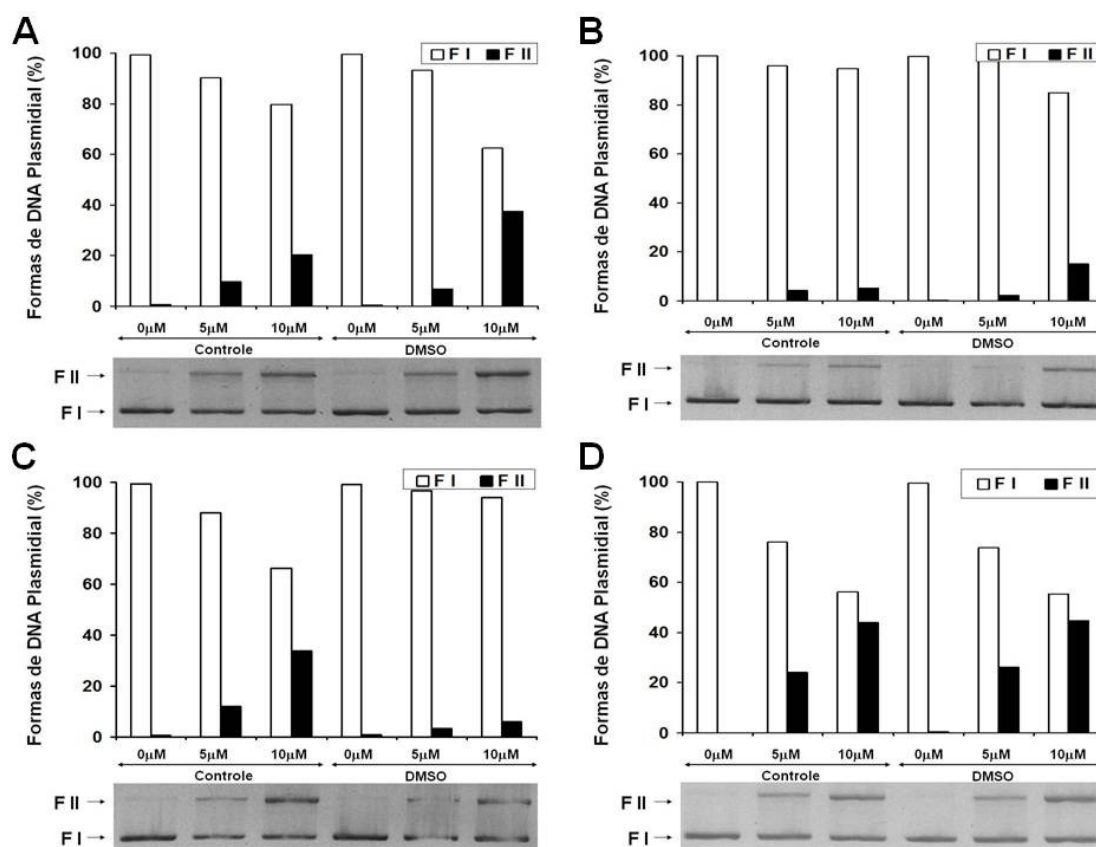 A
Formas de DNA Plasmidial (%)
100
80
60
40
20
0
F I F II
0µM 5µM 10µM 0µM 5µM 10µM
Controle DMSO
F II →
F I →
B
Formas de DNA Plasmidial (%)
100
80
60
40
20
0
F I F II
0µM 5µM 10µM 0µM 5µM 10µM
Controle DMSO
F II →
F I →
C
Formas de DNA Plasmidial (%)
100
80
60
40
20
0
F I F II
0µM 5µM 10µM 0µM 5µM 10µM
Controle DMSO
F II →
F I →
D
Formas de DNA Plasmidial (%)
100
80
60
40
20
0
F I F II
0µM 5µM 10µM 0µM 5µM 10µM
Controle DMSO
F II →
F I →